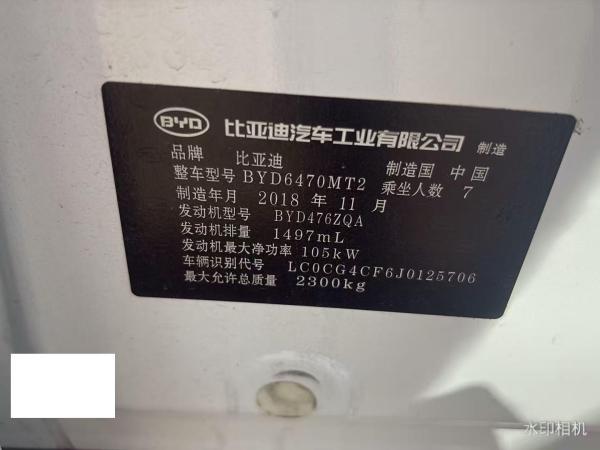 BYD 比亚迪汽车工业有限公司 制造
品牌 比亚迪 制造国 中国
整车型号 BYD6470MT2 乘坐人数 7
制造年月 2018 年 11 月
发动机型号 BYD476ZQA
发动机排量 1497mL
发动机最大净功率 105kW
车辆识别代号 LC0CG4CF6J0125706
最大允许总质量 2300kg
水印相机